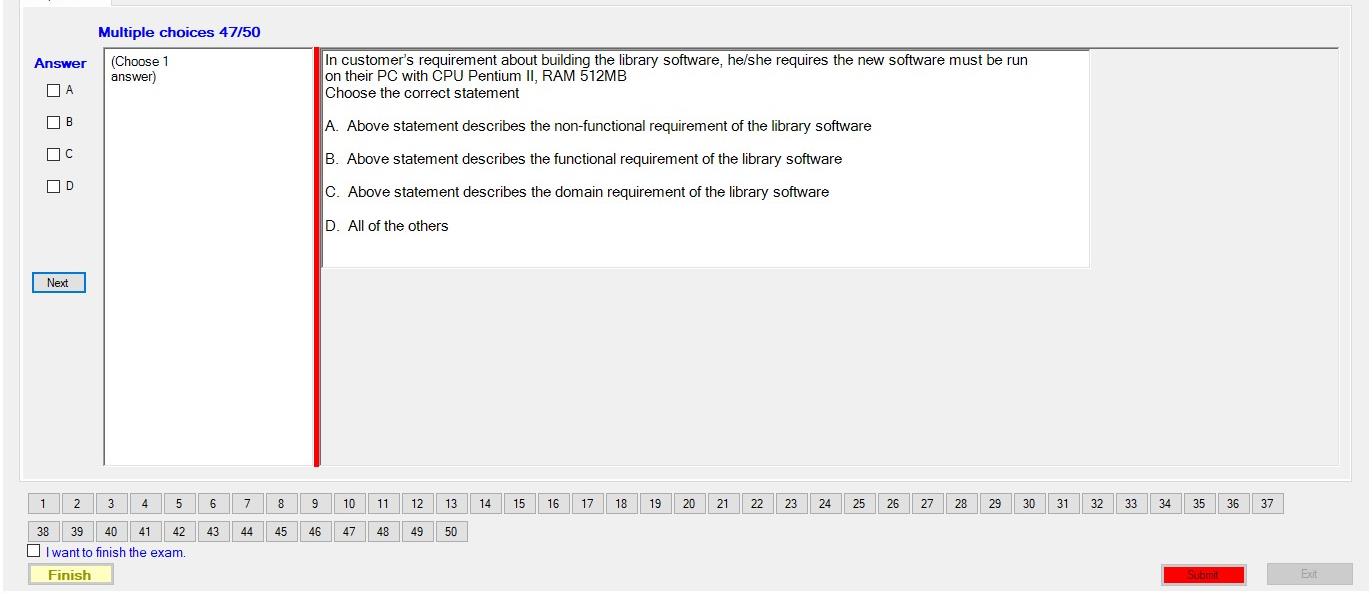 Multiple choices 47/50
Answer
A
B
C
D
Next
(Choose 1
answer)
In customer's requirement about building the library software, he/she requires the new software must be run
on their PC with CPU Pentium II, RAM 512MB
Choose the correct statement
A. Above statement describes the non-functional requirement of the library software
B. Above statement describes the functional requirement of the library software
C. Above statement describes the domain requirement of the library software
D. All of the others
1 2 3 4 5 6 7 8 9 10 11 12 13 14 15 16 17 18 19 20 21 22 23 24 25 26 27 28 29 30 31 32 33 34 35 36 37
38 39 40 41 42 43 44 45 46 47 48 49 50
I want to finish the exam.
Finish
Submit
Exit